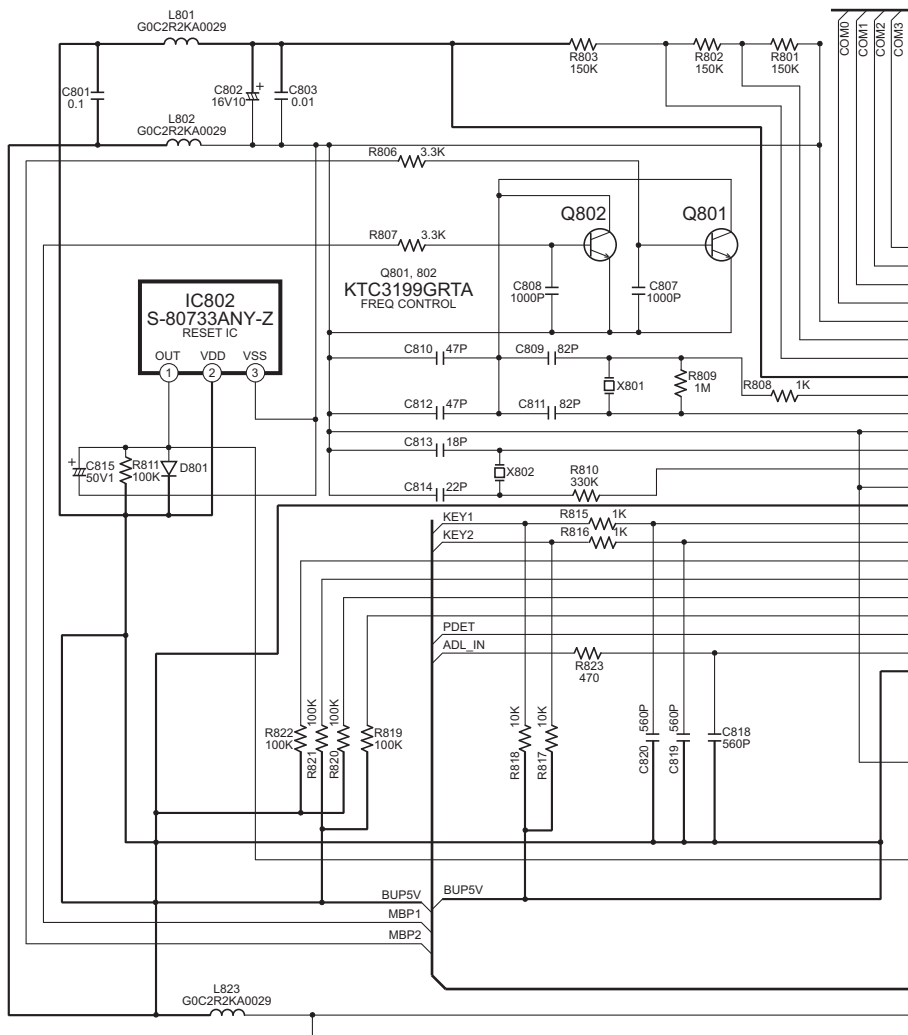 L801
G0C2R2KA0029
COM0
COM1
COM2
COM3
R803
150K
R802
150K
R801
150K
C801
0.1
C802
16V10
+
C803
0.01
L802
G0C2R2KA0029
R806 3.3K
Q802
Q801
R807 3.3K
Q801, 802
KTC3199GRTA
FREQ CONTROL
C808
1000P
C807
1000P
IC802
S-80733ANY-Z
RESET IC
OUT VDD VSS
1 2 3
C810 47P
C809 82P
X801
R809
1M
R808 1K
C812 47P
C811 82P
C813 18P
X802
C814 22P
R810
330K
+
C815
50V1
R811
100K
D801
KEY1
R815 1K
KEY2
R816 1K
PDET
ADL_IN
R823
470
R822
100K
100K
R821
100K
R820
R819
100K
10K
R818
10K
R817
560P
C820
560P
C819
C818
560P
BUP5V
BUP5V
MBP1
MBP2
L823
G0C2R2KA0029